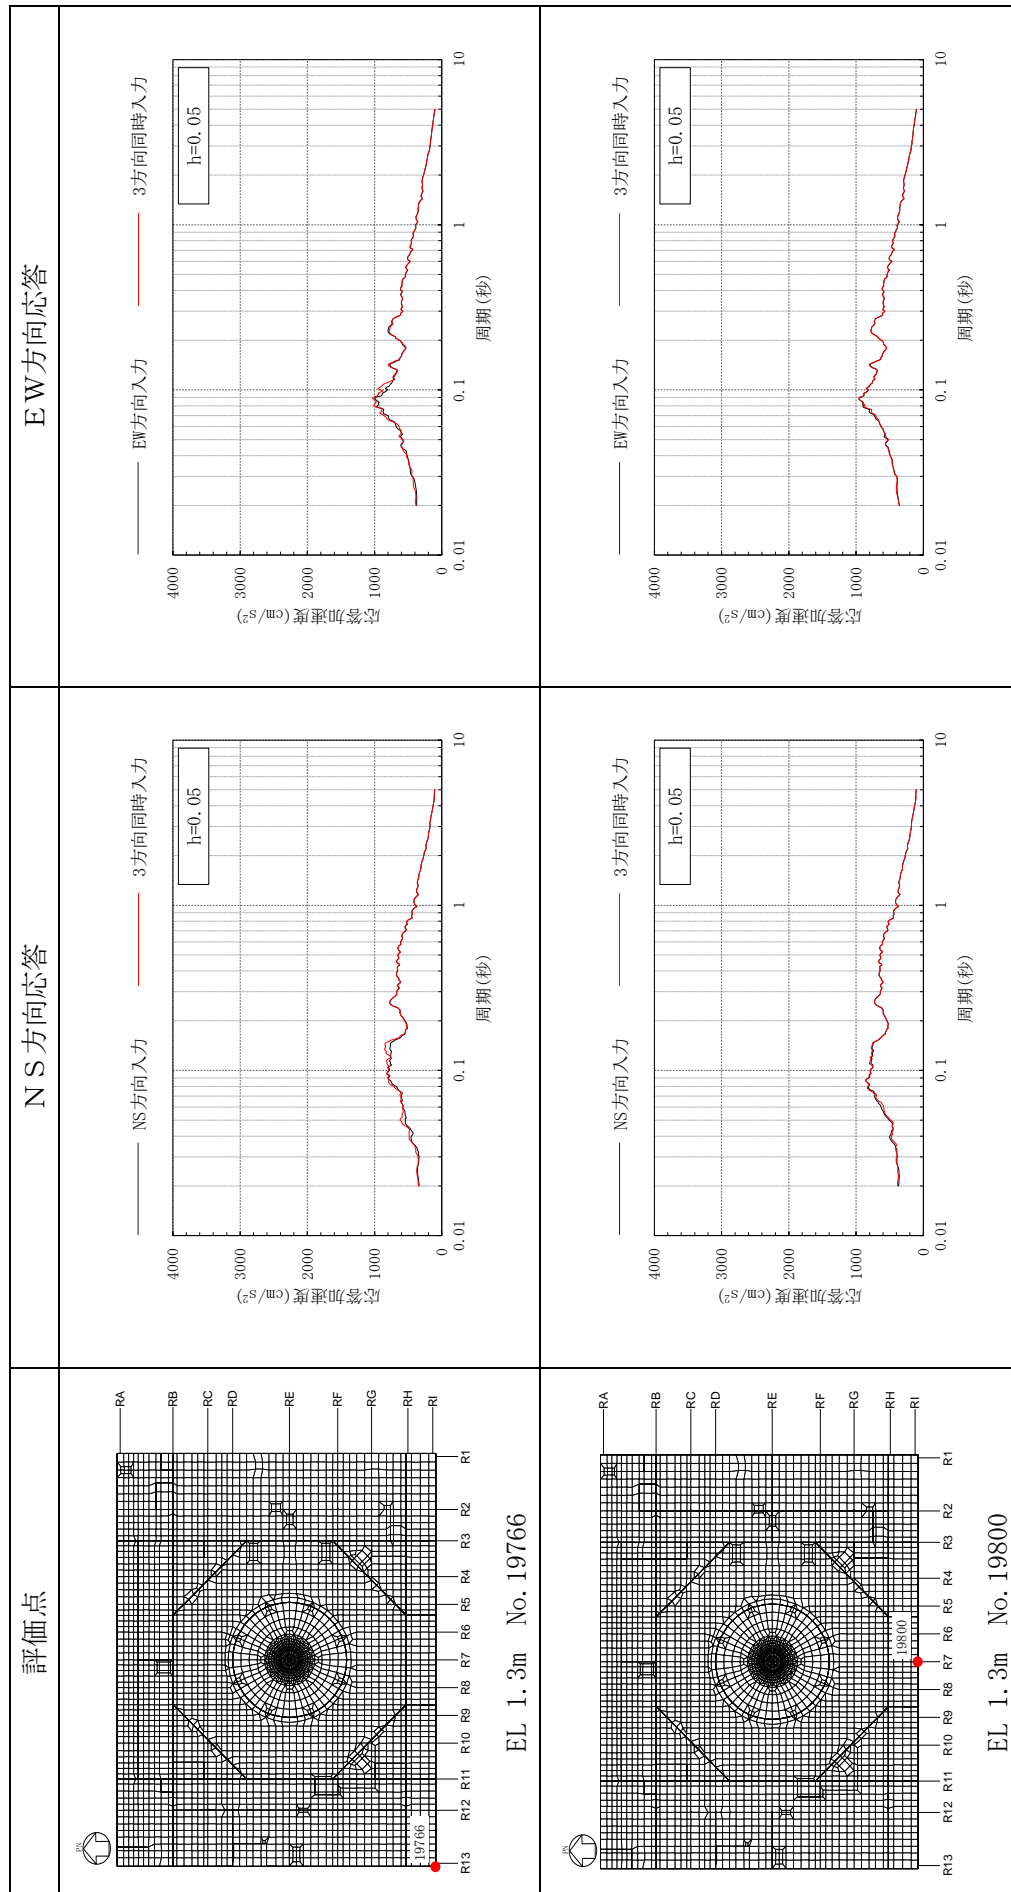 評価点
NS方向応答
EW方向応答
PN
RA
RB
RC
RD
RE
RF
RG
RH
RI
R13
R12
R11
R10
R9
R8
R7
R6
R5
R4
R3
R2
R1
19766
EL 1.3m No.19766
NS方向入力
3方向同時入力
h=0.05
応答加速度(cm/s²)
4000
3000
2000
1000
0
0.01
0.1
1
10
周期(秒)
EW方向入力
3方向同時入力
h=0.05
応答加速度(cm/s²)
4000
3000
2000
1000
0
0.01
0.1
1
10
周期(秒)
PN
RA
RB
RC
RD
RE
RF
RG
RH
RI
R13
R12
R11
R10
R9
R8
R7
R6
R5
R4
R3
R2
R1
19800
EL 1.3m No.19800
NS方向入力
3方向同時入力
h=0.05
応答加速度(cm/s²)
4000
3000
2000
1000
0
0.01
0.1
1
10
周期(秒)
EW方向入力
3方向同時入力
h=0.05
応答加速度(cm/s²)
4000
3000
2000
1000
0
0.01
0.1
1
10
周期(秒)